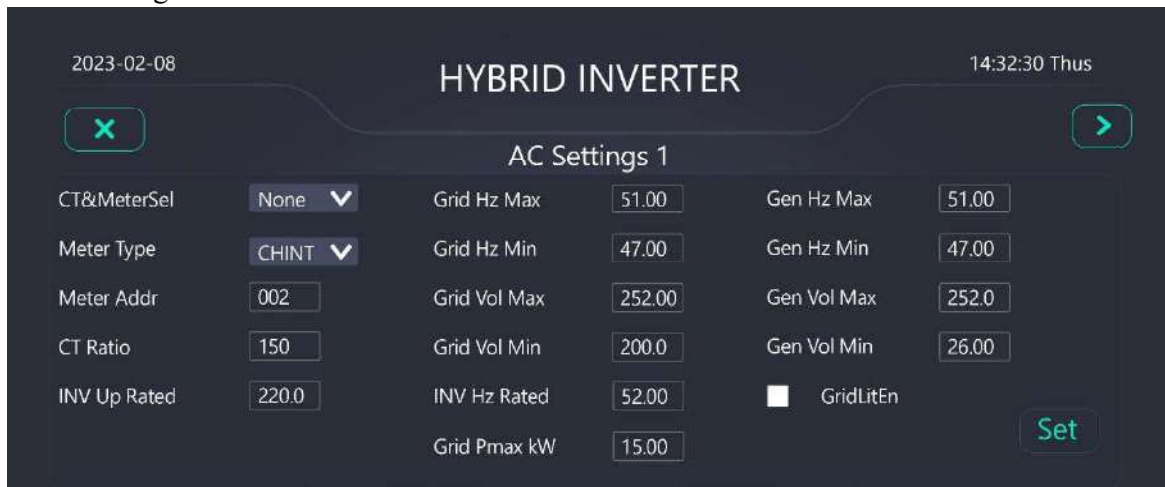 2023-02-08
HYBRID INVERTER
14:32:30 Thus
AC Settings 1
CT&MeterSel None Grid Hz Max 51.00 Gen Hz Max 51.00
Meter Type CHINT Grid Hz Min 47.00 Gen Hz Min 47.00
Meter Addr 002 Grid Vol Max 252.00 Gen Vol Max 252.0
CT Ratio 150 Grid Vol Min 200.0 Gen Vol Min 26.00
INV Up Rated 220.0 INV Hz Rated 52.00 GridLitEn
Grid Pmax kW 15.00
Set